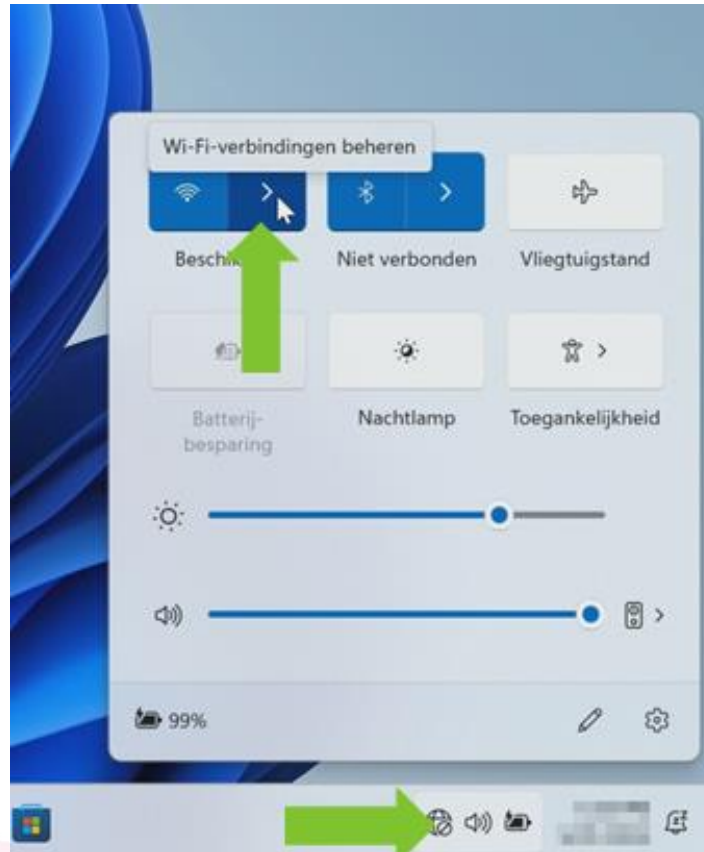 Wi-Fi-verbindingen beheren
Niet verbonden
Vliegtuigstand
Batterij-
besparing
Nachtlamp
Toegankelijkheid
99%